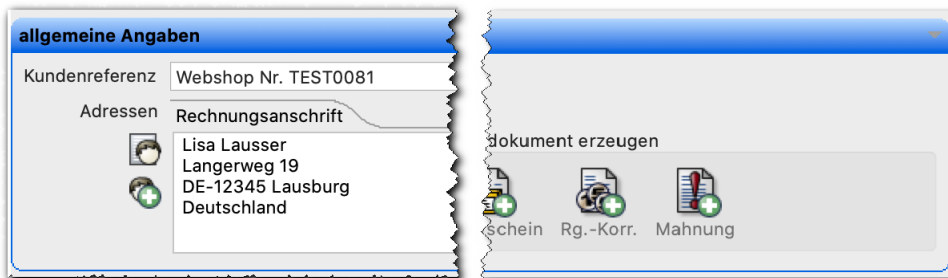 allgemeine Angaben
Kundenreferenz Webshop Nr. TEST0081
Adressen Rechnungsanschrift
Lisa Lausser
Langerweg 19
DE-12345 Lausburg
Deutschland
dokument erzeugen
schein Rg.-Korr. Mahnung